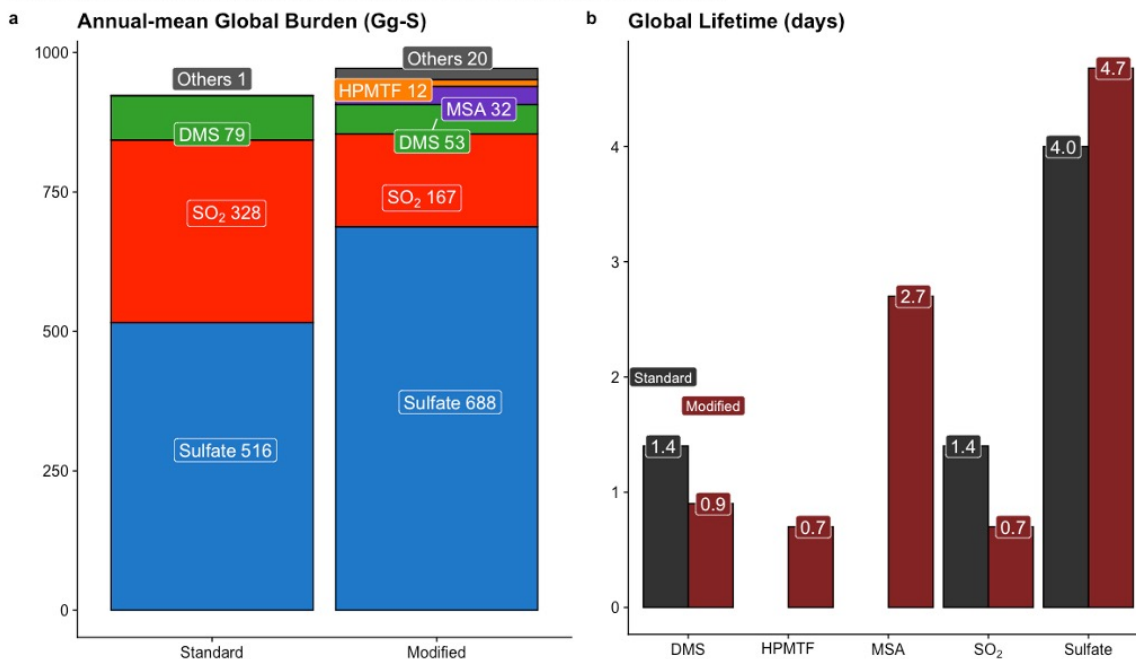 a
Annual-mean Global Burden (Gg-S)
1000
750
500
250
0
Others 1
DMS 79
SO₂ 328
Sulfate 516
Others 20
HPMTF 12
MSA 32
DMS 53
SO₂ 167
Sulfate 688
Standard
Modified
b
Global Lifetime (days)
4
3
2
1
0
Standard
Modified
1.4
0.9
0.7
2.7
1.4
0.7
4.0
4.7
DMS
HPMTF
MSA
SO₂
Sulfate